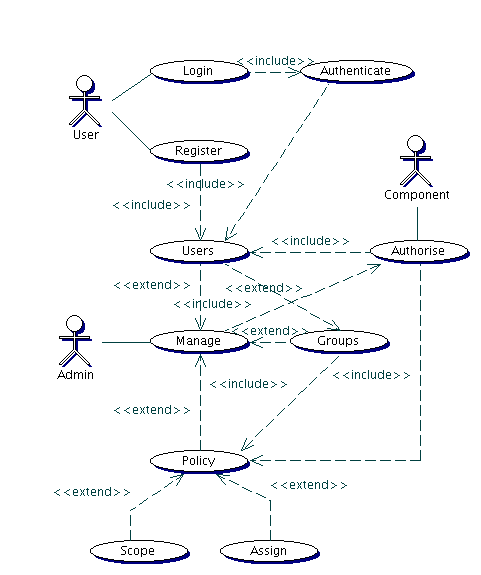 <<include>>
Login
Authenticate
User
Register
<<include>>
Component
<<include>>
<<include>>
Users
Authorise
<<extend>>
<<extend>>
<<include>>
<<extend>>
Manage
Groups
Admin
<<include>>
<<include>>
<<extend>>
Policy
<<extend>>
<<extend>>
Scope
Assign